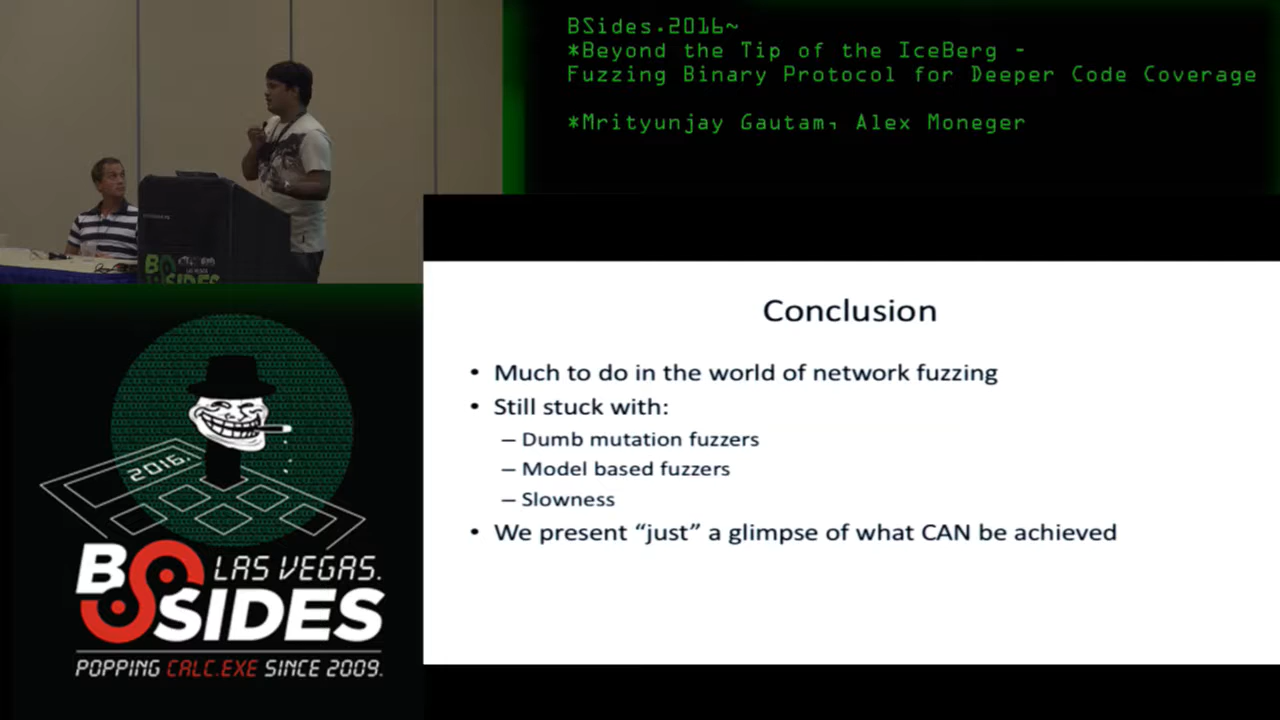 BSides.2016~
*Beyond the Tip of the IceBerg -
Fuzzing Binary Protocol for Deeper Code Coverage
*Mrityunjay Gautam, Alex Moneger
Conclusion
• Much to do in the world of network fuzzing
• Still stuck with:
– Dumb mutation fuzzers
– Model based fuzzers
– Slowness
• We present “just” a glimpse of what CAN be achieved
2016.
BSIDES
LAS VEGAS.
POPPING CALC.EXE SINCE 2009.